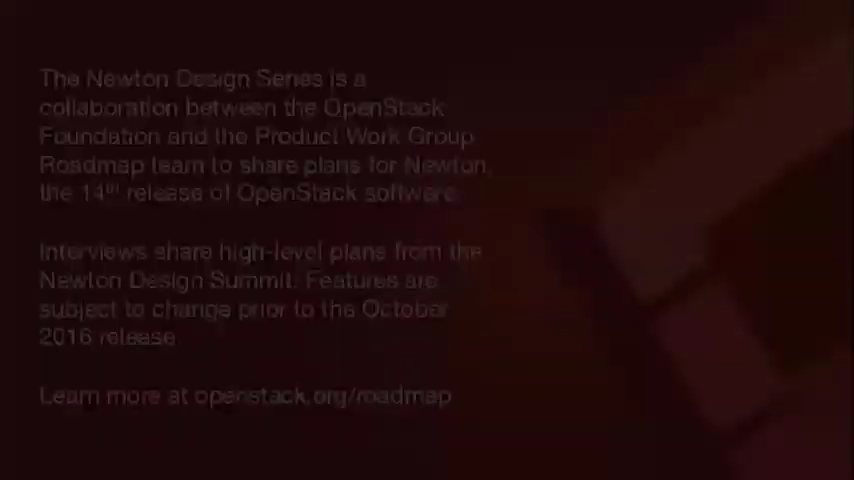 The Newton Design Series is a
collaboration between the OpenStack
Foundation and the Product Work Group
Roadmap team to share plans for Newton,
the 14th release of OpenStack software.
Interviews share high-level plans from the
Newton Design Summit. Features are
subject to change prior to the October
2016 release.
Learn more at openstack.org/roadmap